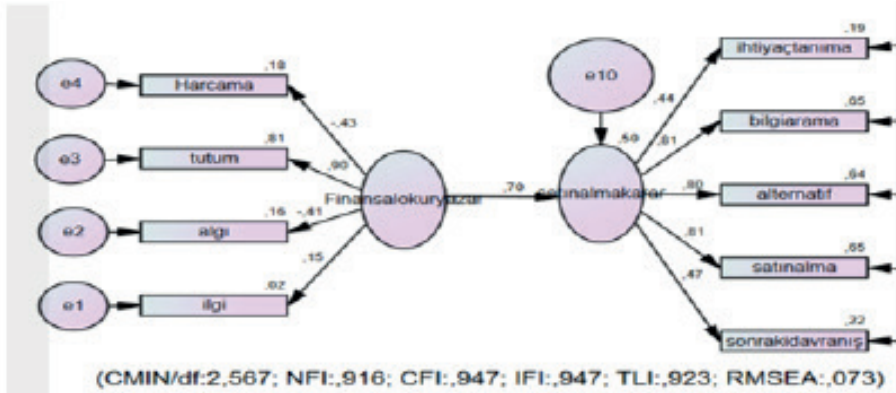 ,18
e4 Harcama
-,43
,81
e3 tutum
,90
,16 -,41
e2 algı
,15
,02
e1 ilgi
Finansalokuryazar
,70
e10
,50
satınalmakarar
,19
ihtiyaçtanıma
,44
,65
bilgiarama
,81
,64
,80 alternatif
,65
,81
satınalma
,47
,22
sonrakidavranış
(CMIN/df:2,567; NFI:,916; CFI:,947; IFI:,947; TLI:,923; RMSEA:,073)